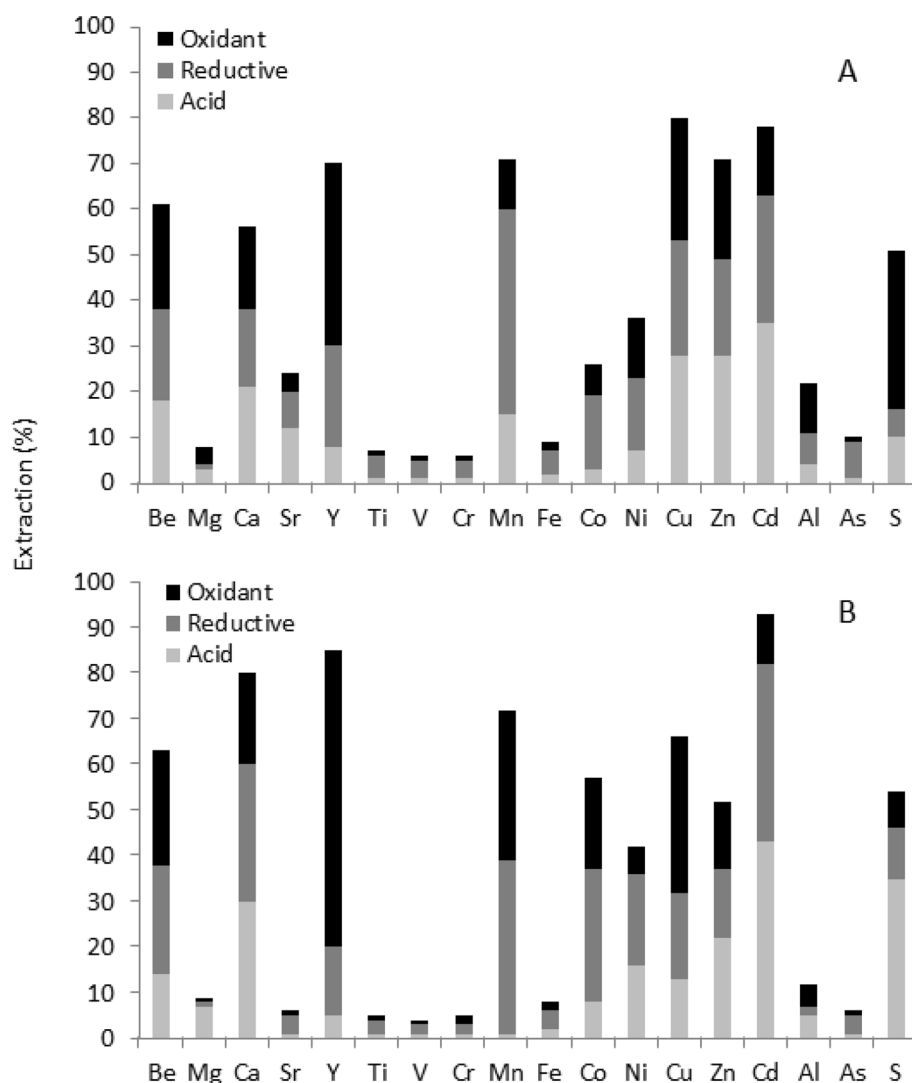 100
90
80
70
60
50
40
30
20
10
0
Oxidant
Reductive
Acid
A
Be Mg Ca Sr Y Ti V Cr Mn Fe Co Ni Cu Zn Cd Al As S
Extraction (%)
100
90
80
70
60
50
40
30
20
10
0
Oxidant
Reductive
Acid
B
Be Mg Ca Sr Y Ti V Cr Mn Fe Co Ni Cu Zn Cd Al As S